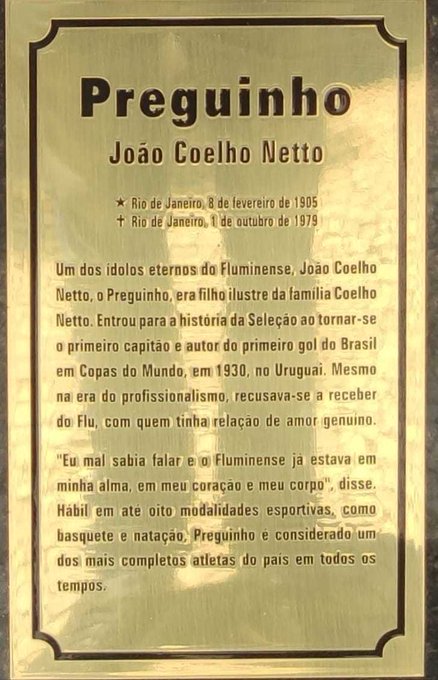 Preguinho
João Coelho Netto
★ Rio de Janeiro, 8 de fevereiro de 1905
✝ Rio de Janeiro, 1 de outubro de 1979
Um dos ídolos eternos do Fluminense, João Coelho
Netto, o Preguinho, era filho ilustre da família Coelho
Netto. Entrou para a história da Seleção ao tornar-se
o primeiro capitão e autor do primeiro gol do Brasil
em Copas do Mundo, em 1930, no Uruguai. Mesmo
na era do profissionalismo, recusava-se a receber
do Flu, com quem tinha relação de amor genuíno.
"Eu mal sabia falar e o Fluminense já estava em
minha alma, em meu coração e meu corpo", disse.
Hábil em até oito modalidades esportivas, como
basquete e natação, Preguinho é considerado um
dos mais completos atletas do país em todos os
tempos.